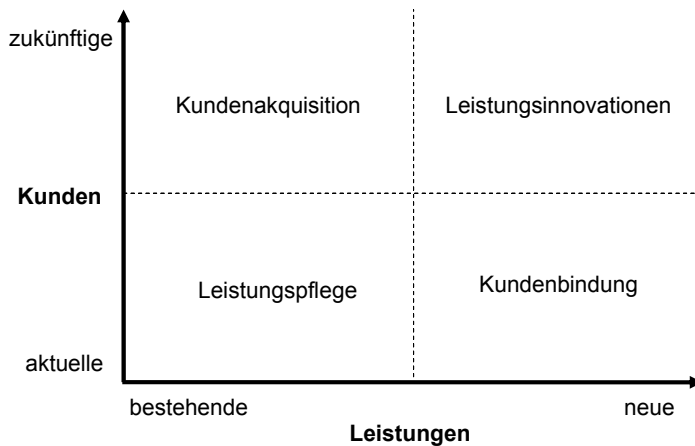 zukünftige
Kundenakquisition
Leistungsinnovationen
Kunden
Leistungspflege
Kundenbindung
aktuelle
bestehende
neue
Leistungen